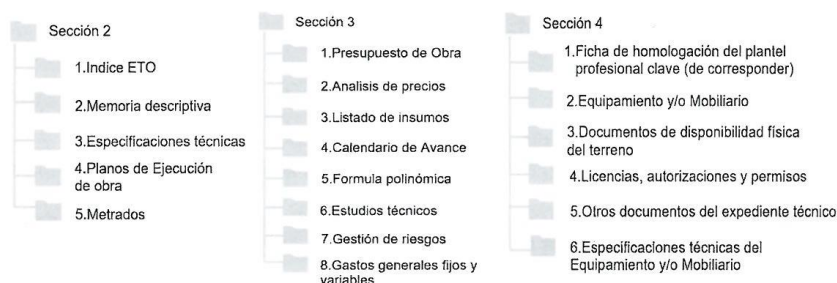 Sección 2
1.Indice ETO
2.Memoria descriptiva
3.Especificaciones técnicas
4.Planos de Ejecución
de obra
5.Metrados
Sección 3
1.Presupuesto de Obra
2.Analisis de precios
3.Listado de insumos
4.Calendario de Avance
5.Formula polinómica
6.Estudios técnicos
7.Gestión de riesgos
8.Gastos generales fijos y
variables
Sección 4
1.Ficha de homologación del plantel
profesional clave (de corresponder)
2.Equipamiento y/o Mobiliario
3.Documentos de disponibilidad física
del terreno
4.Licencias, autorizaciones y permisos
5.Otros documentos del expediente técnico
6.Especificaciones técnicas del
Equipamiento y/o Mobiliario